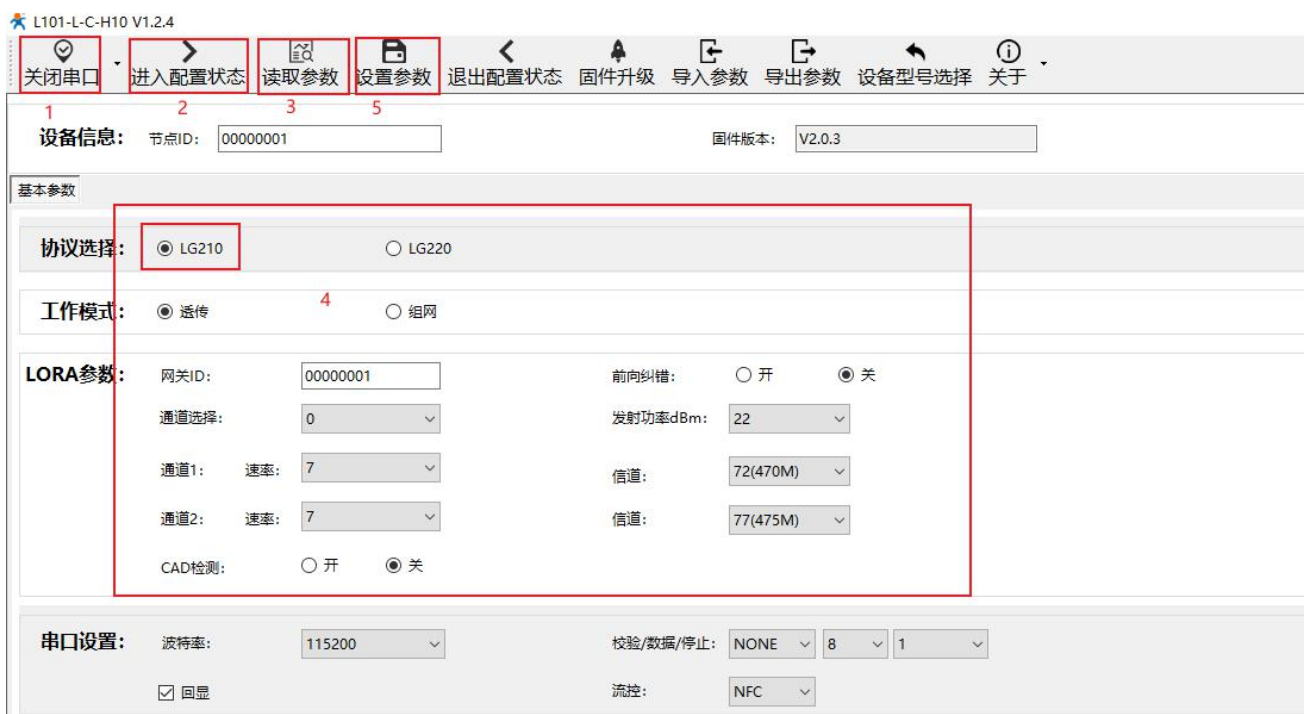 L101-L-C-H10 V1.2.4
关闭串口 进入配置状态 读取参数 设置参数 退出配置状态 固件升级 导入参数 导出参数 设备型号选择 关于
1 2 3 5
设备信息: 节点ID: 00000001 固件版本: V2.0.3
基本参数
协议选择: LG210 LG220
工作模式: 透传 4 组网
LORA参数: 网关ID: 00000001 前向纠错: 开 关
通道选择: 0 发射功率dBm: 22
通道1: 速率: 7 信道: 72(470M)
通道2: 速率: 7 信道: 77(475M)
CAD检测: 开 关
串口设置: 波特率: 115200 校验/数据/停止: NONE 8 1
回显 流控: NFC